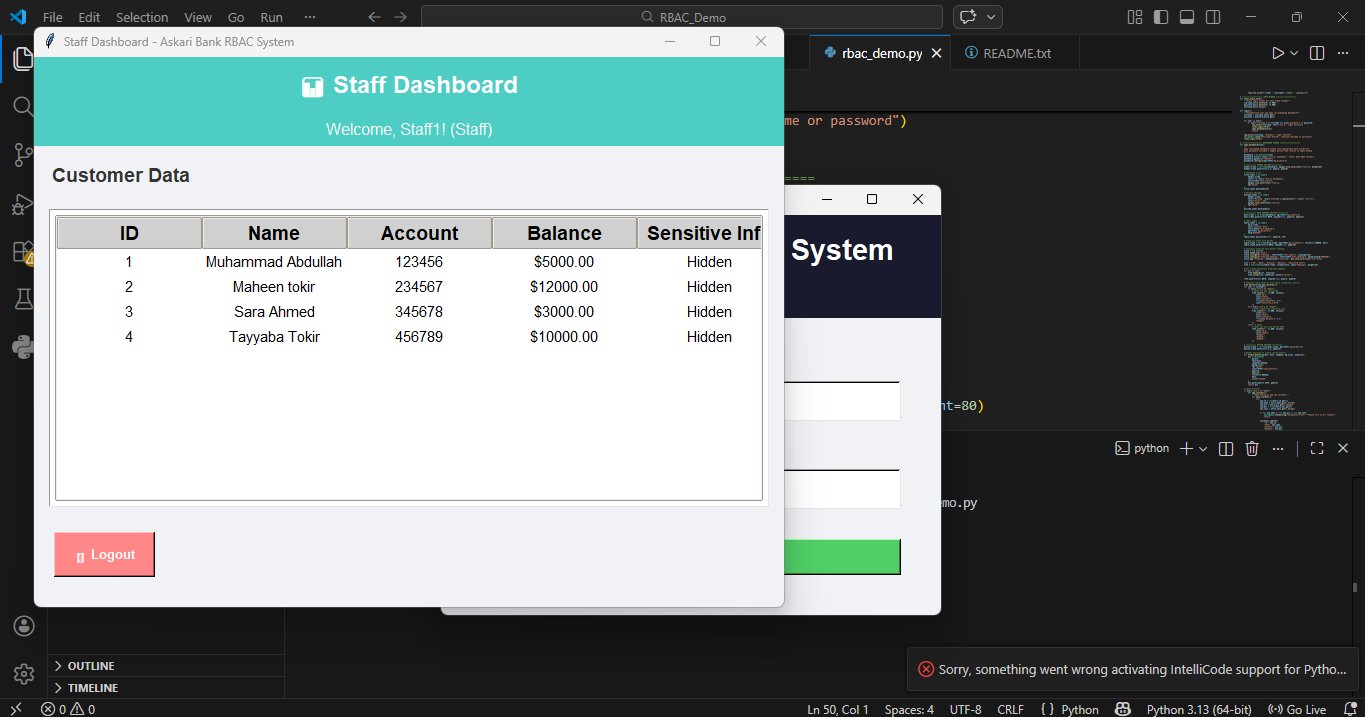 File Edit Selection View Go Run ···
RBAC_Demo
Staff Dashboard - Askari Bank RBAC System
rbac_demo.py
README.txt
Staff Dashboard
Welcome, Staff1! (Staff)
me or password")
====
Customer Data
System
ID Name Account Balance Sensitive Inf
1 Muhammad Abdullah 123456 $5000.00 Hidden
2 Maheen tokir 234567 $12000.00 Hidden
3 Sara Ahmed 345678 $3000.00 Hidden
4 Tayyaba Tokir 456789 $10000.00 Hidden
nt=80)
python
emo.py
Logout
OUTLINE
TIMELINE
Sorry, something went wrong activating IntelliCode support for Pytho...
0 0
Ln 50, Col 1 Spaces: 4 UTF-8 CRLF { } Python Python 3.13 (64-bit) Go Live